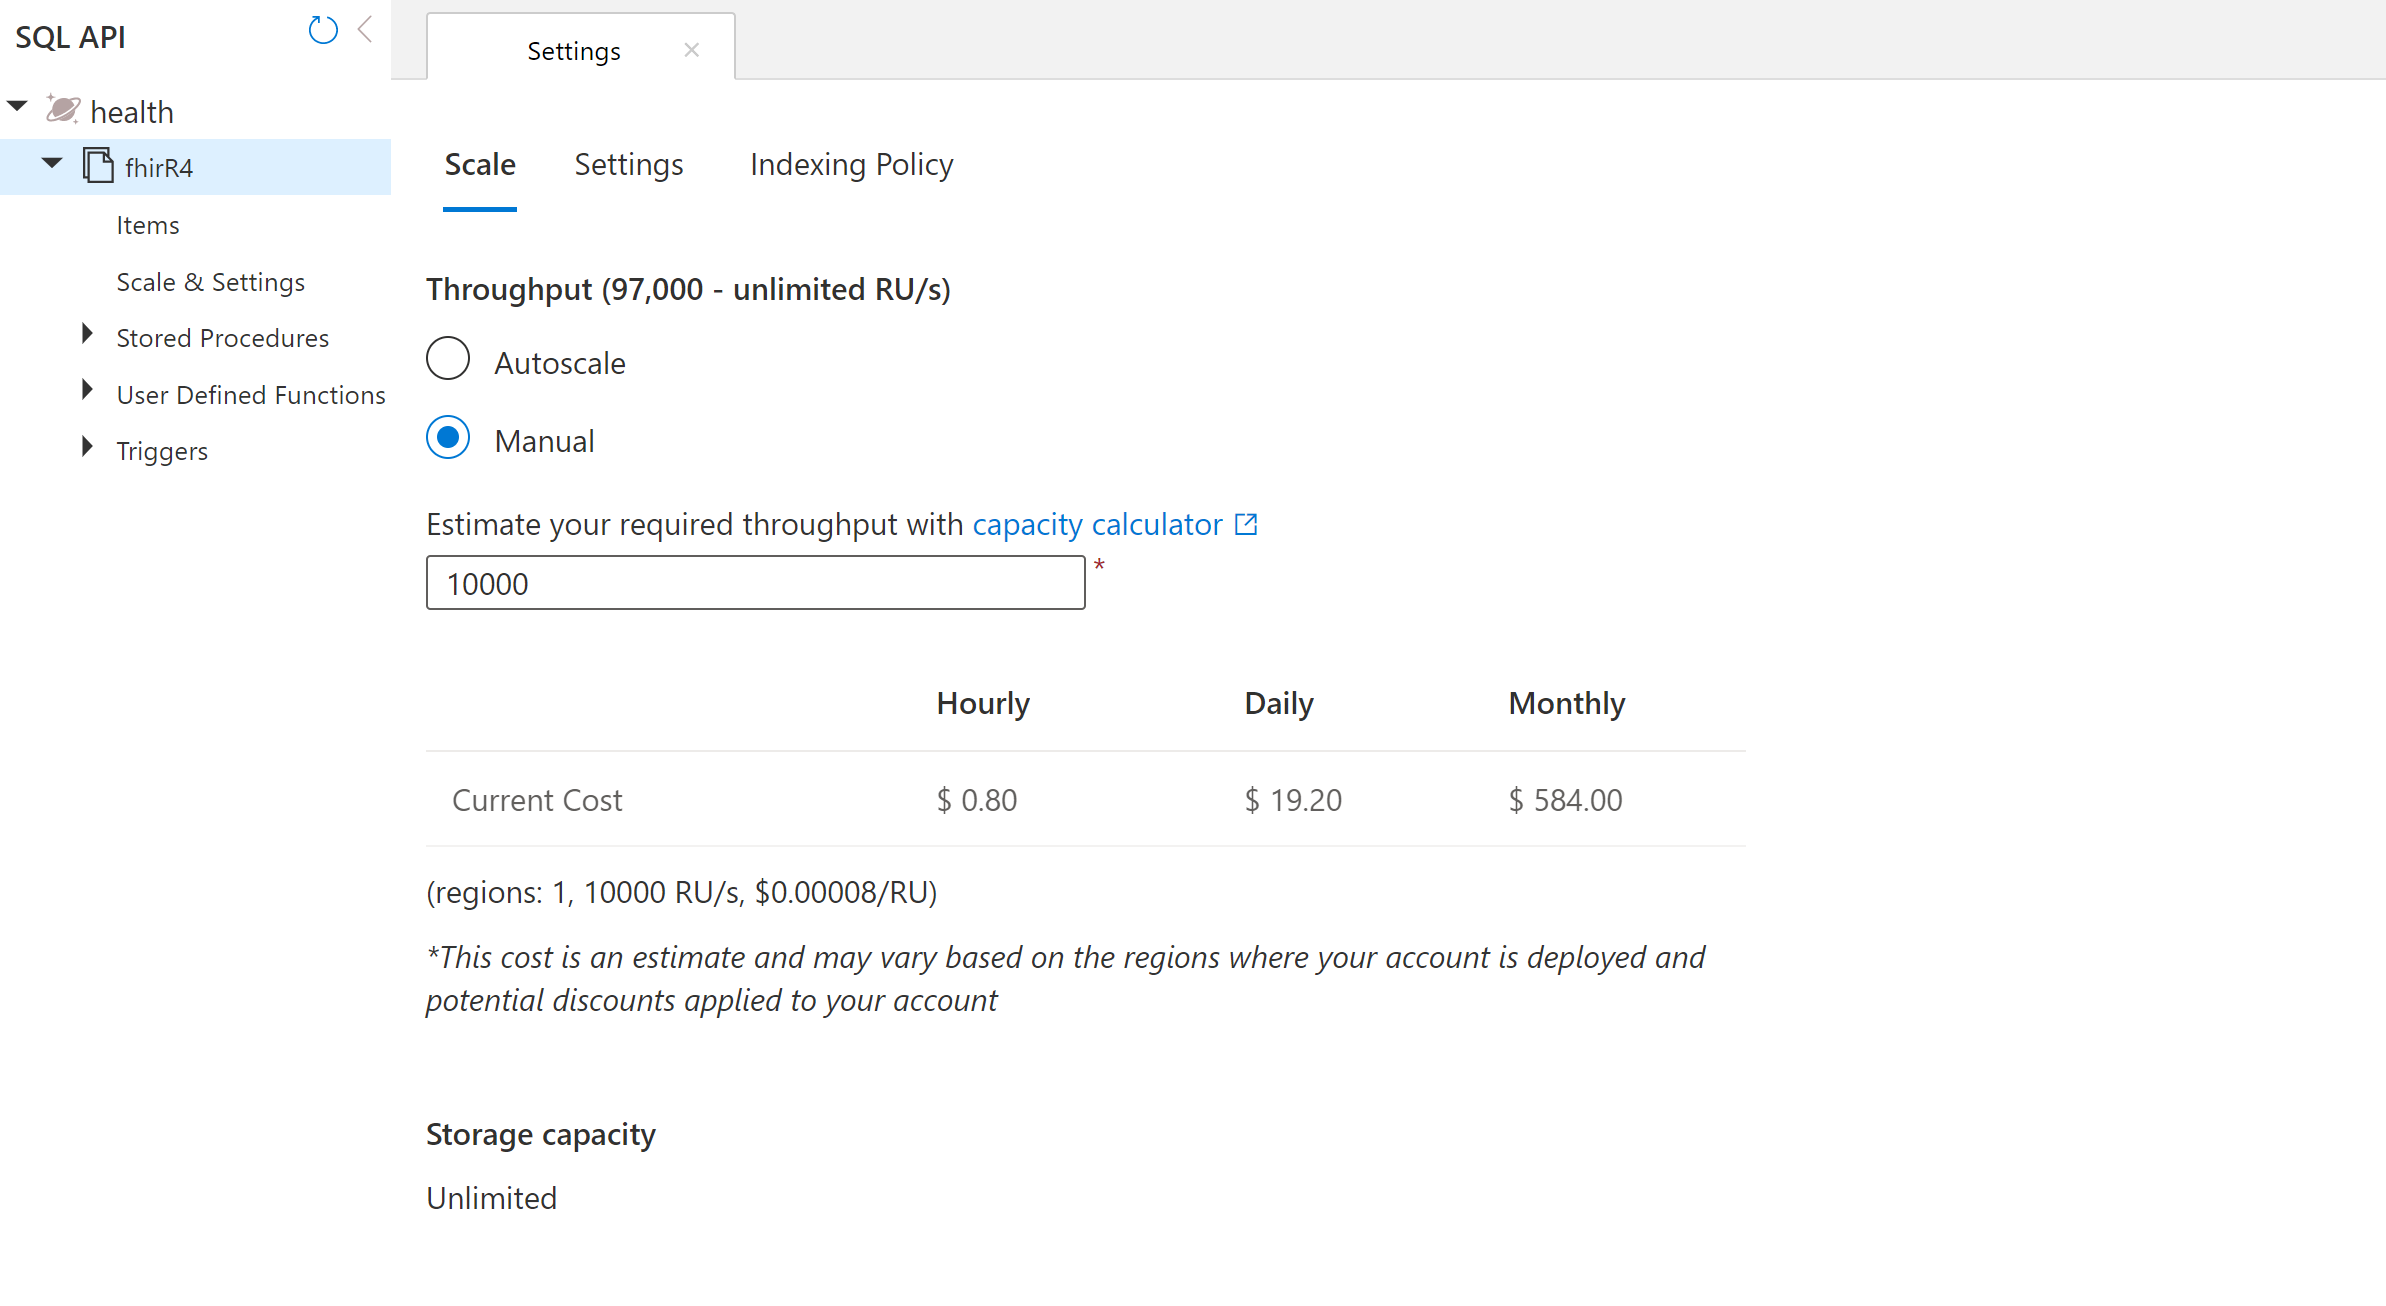 SQL API
health
fhirR4
Items
Scale & Settings
Stored Procedures
User Defined Functions
Triggers
Settings
Scale Settings Indexing Policy
Throughput (97,000 - unlimited RU/s)
Autoscale
Manual
Estimate your required throughput with capacity calculator
10000 *
Hourly Daily Monthly
Current Cost $ 0.80 $ 19.20 $ 584.00
(regions: 1, 10000 RU/s, $0.00008/RU)
*This cost is an estimate and may vary based on the regions where your account is deployed and
potential discounts applied to your account
Storage capacity
Unlimited